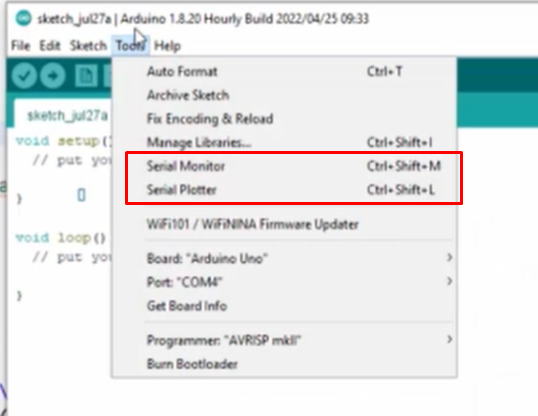 sketch_jul27a | Arduino 1.8.20 Hourly Build 2022/04/25 09:33
File Edit Sketch Tools Help
Auto Format Ctrl+T
Archive Sketch
Fix Encoding & Reload
Manage Libraries... Ctrl+Shift+I
Serial Monitor Ctrl+Shift+M
Serial Plotter Ctrl+Shift+L
WiFi101 / WiFiNINA Firmware Updater
Board: "Arduino Uno"
Port: "COM4"
Get Board Info
Programmer: "AVRISP mkII"
Burn Bootloader
sketch_jul27a
void setup()
// put you
}
void loop()
// put you
}